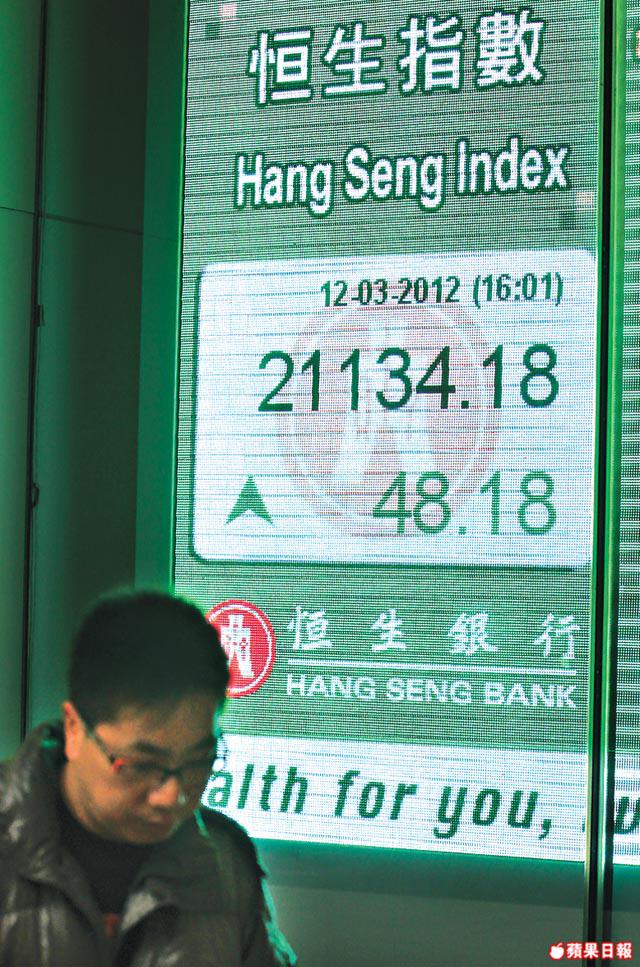 恒生指數
Hang Seng Index
12-03-2012 (16:01)
21134.18
48.18
恒生銀行
HANG SENG BANK
alth for you,
蘋果日報